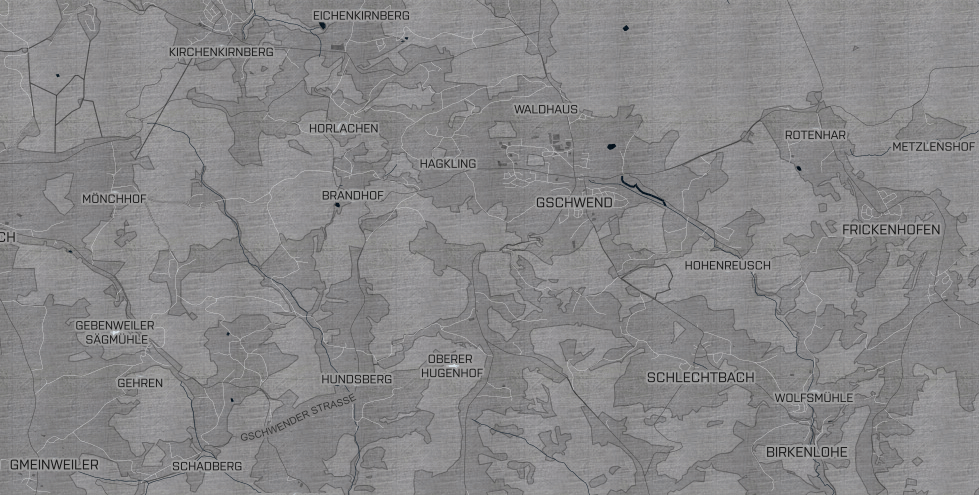 EICHENKIRNBERG
KIRCHENKIRNBERG
WALDHAUS
HORLACHEN
ROTENHAR
METZLENSHOF
HAGKLING
MÖNCHHOF
BRANDHOF
GSCHWEND
FRICKENHOFEN
CH
HOHENREUSCH
GEBENWEILER
SÄGMÜHLE
OBERER
HUGENHOF
GEHREN
HUNDSBERG
SCHLECHTBACH
WOLFSMÜHLE
GSCHWENDER STRASSE
BIRKENLOHE
GMEINWEILER
SCHADBERG